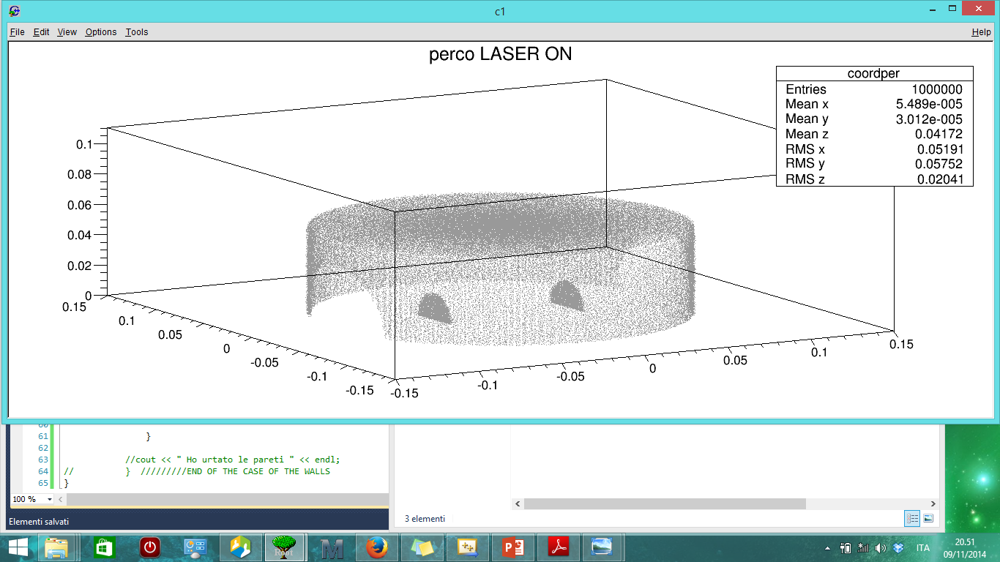 c1
File Edit View Options Tools Help
perco LASER ON
coordper
Entries 1000000
Mean x 5.489e-005
Mean y 3.012e-005
Mean z 0.04172
RMS x 0.05191
RMS y 0.05752
RMS z 0.02041
0.1
0.08
0.06
0.04
0.02
0
0.15
0.1
0.05
0
-0.05
-0.1
-0.15
-0.15
-0.1
-0.05
0
0.05
0.1
0.15
60
61 }
62
63 //cout << " Ho urtato le pareti " << endl;
64 // } /////////END OF THE CASE OF THE WALLS
65 }
100 %
Elementi salvati
3 elementi
Root
ITA
20.51
09/11/2014